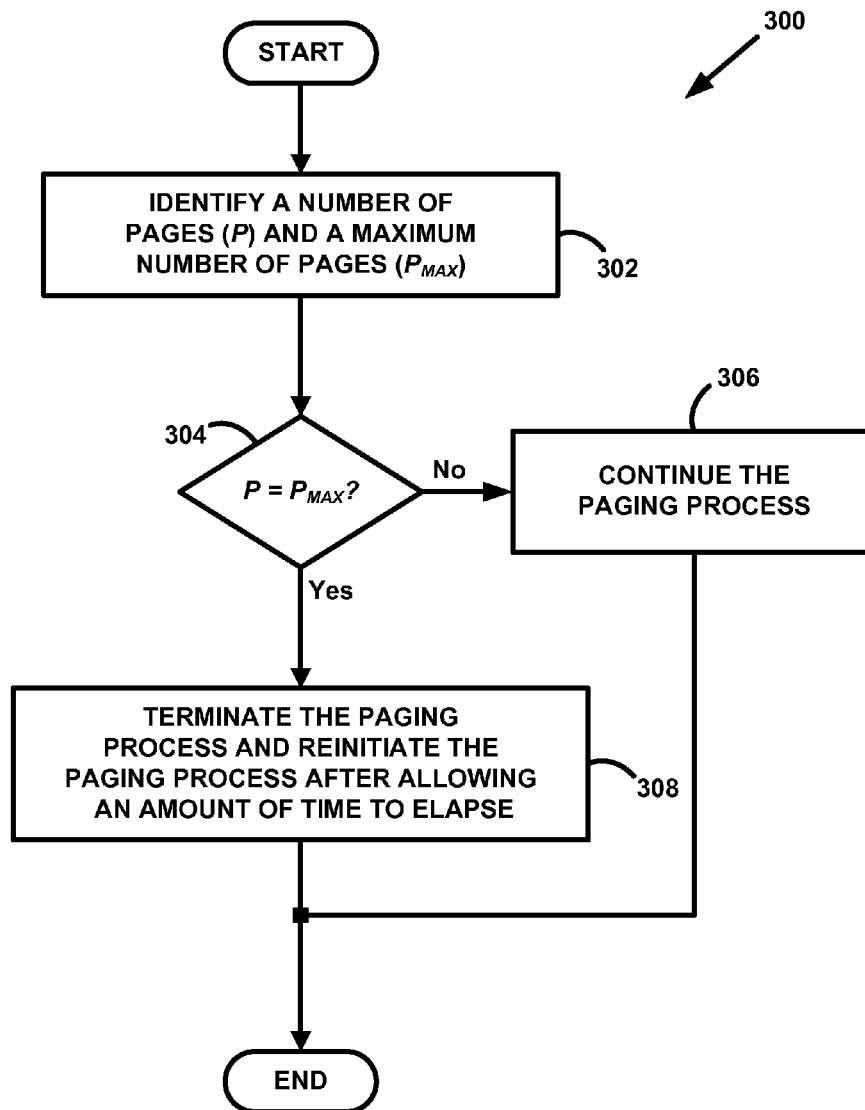 300
START
IDENTIFY A NUMBER OF
PAGES (P) AND A MAXIMUM
NUMBER OF PAGES (PMAX)
302
304
P = PMAX?
No
306
CONTINUE THE
PAGING PROCESS
Yes
TERMINATE THE PAGING
PROCESS AND REINITIATE THE
PAGING PROCESS AFTER ALLOWING
AN AMOUNT OF TIME TO ELAPSE
308
END